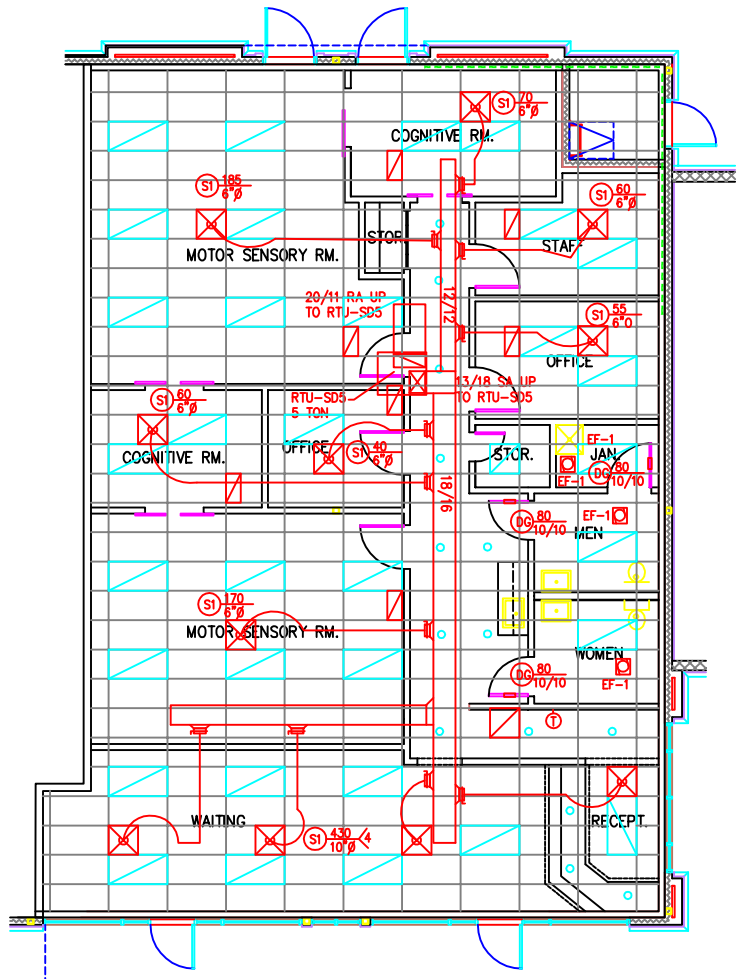 S1 70
6"Ø
COGNITIVE RM.
S1 185
6"Ø
S1 60
6"Ø
STOR.
STAFF
MOTOR SENSORY RM.
20/11 RA UP
TO RTU-SD5
12/12
S1 55
6"Ø
OFFICE
RTU-SD5
5 TON
13/18 SA UP
TO RTU-SD5
S1 60
6"Ø
OFFICE
S1 40
6"Ø
COGNITIVE RM.
STOR.
EF-1
JAN.
EF-1
DG 80
10/10
18/16
DG 80
10/10
EF-1
MEN
S1 170
6"Ø
MOTOR SENSORY RM.
WOMEN
DG 80
10/10
EF-1
T
WAITING
S1 430 4
10"Ø
RECEPT.